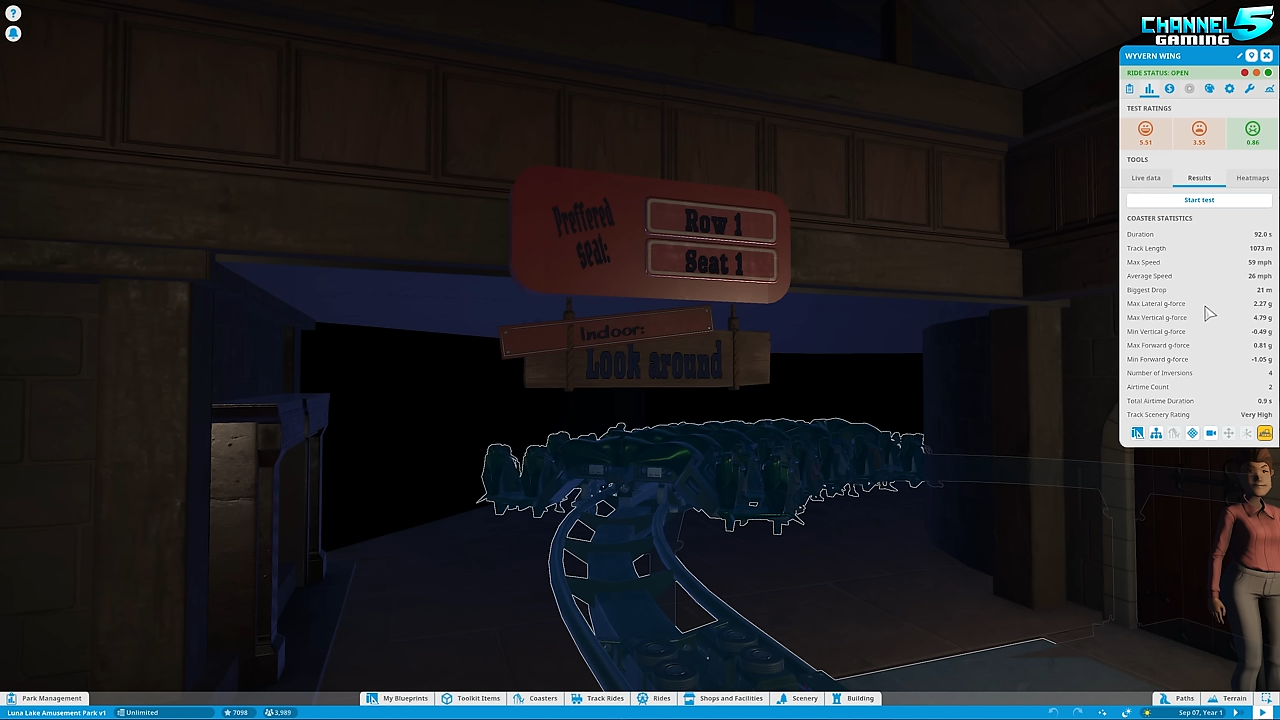 CHANNEL 5
GAMING
WYVERN WING
RIDE STATUS: OPEN
TEST RATINGS
5.51 3.55 0.86
TOOLS
Live data Results Heatmaps
Start test
COASTER STATISTICS
Duration 92.0 s
Track Length 1073 m
Max Speed 59 mph
Average Speed 26 mph
Biggest Drop 21 m
Max Lateral g-force 2.27 g
Max Vertical g-force 4.79 g
Min Vertical g-force -0.49 g
Max Forward g-force 0.81 g
Min Forward g-force -1.05 g
Number of Inversions 4
Airtime Count 2
Total Airtime Duration 0.9 s
Track Scenery Rating Very High
Preffered
seat:
Row 1
Seat 1
Indoor:
Look around
Park Management My Blueprints Toolkit Items Coasters Track Rides Rides Shops and Facilities Scenery Building Paths Terrain
Luna Lake Amusement Park v1 Unlimited 7098 3,989 Sep 07, Year 1